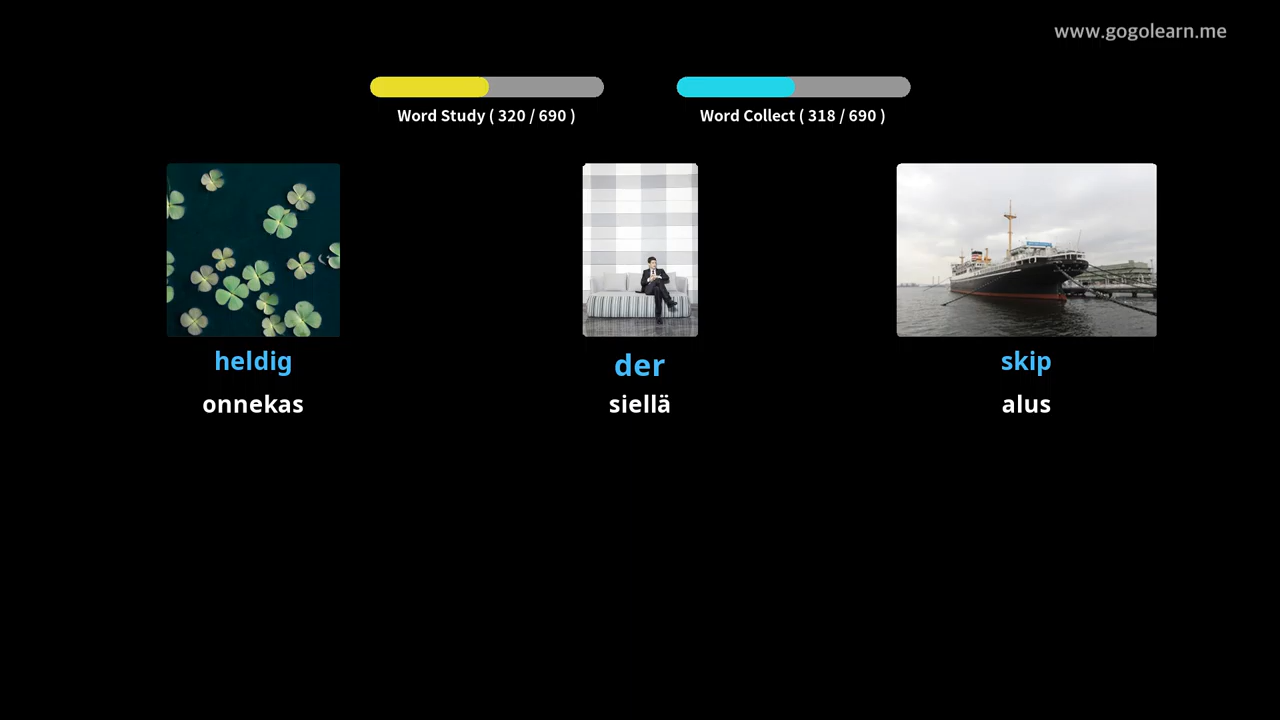 www.gogolearn.me
Word Study ( 320 / 690 )
Word Collect ( 318 / 690 )
heldig
der
skip
onnekas
siellä
alus